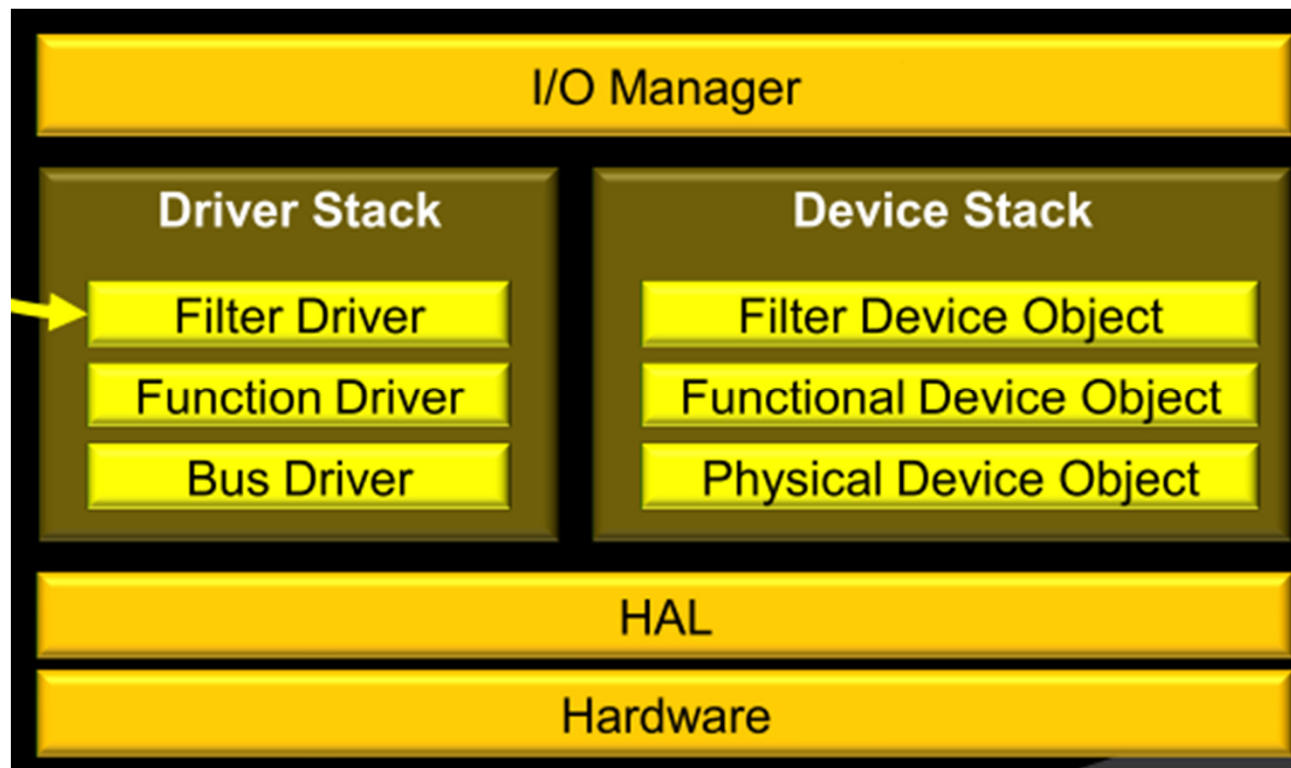 I/O Manager
Driver Stack
Filter Driver
Function Driver
Bus Driver
Device Stack
Filter Device Object
Functional Device Object
Physical Device Object
HAL
Hardware